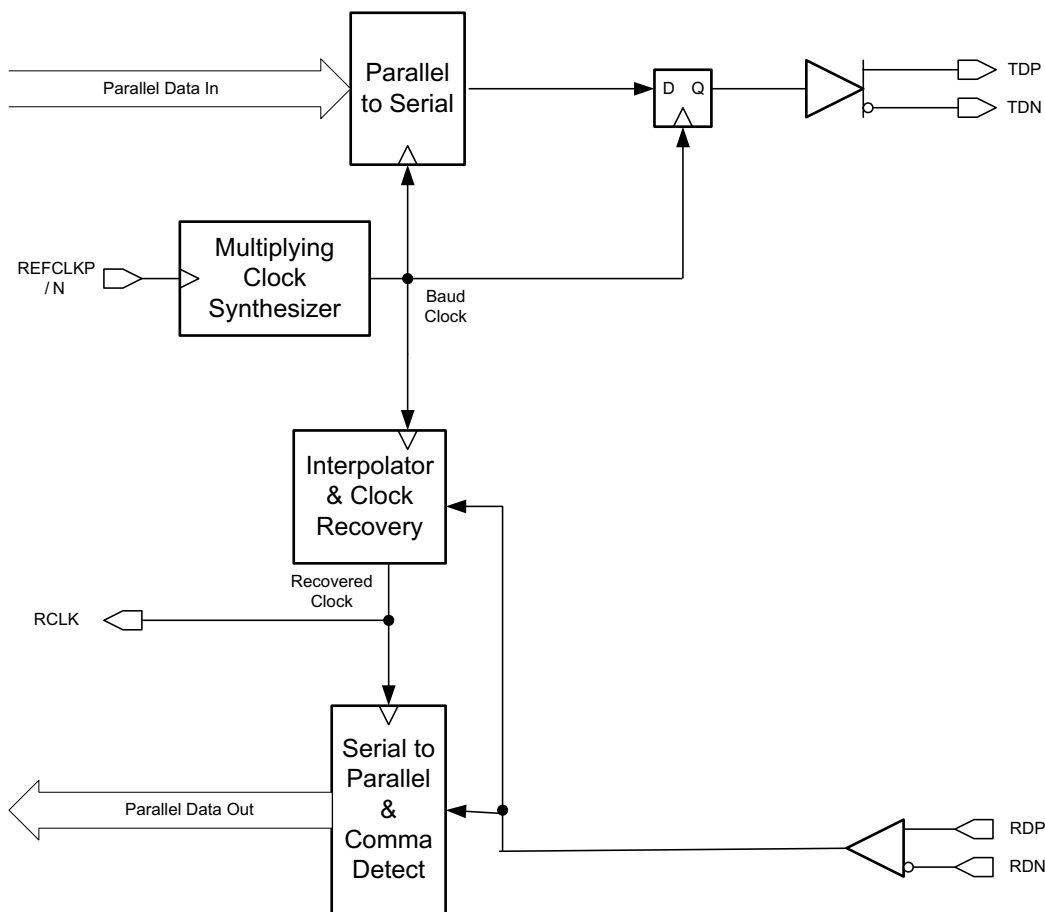 Parallel Data In
Parallel
to Serial
D Q
TDP
TDN
REFCLKP
/ N
Multiplying
Clock
Synthesizer
Baud
Clock
Interpolator
& Clock
Recovery
Recovered
Clock
RCLK
Serial to
Parallel
&
Comma
Detect
Parallel Data Out
RDP
RDN